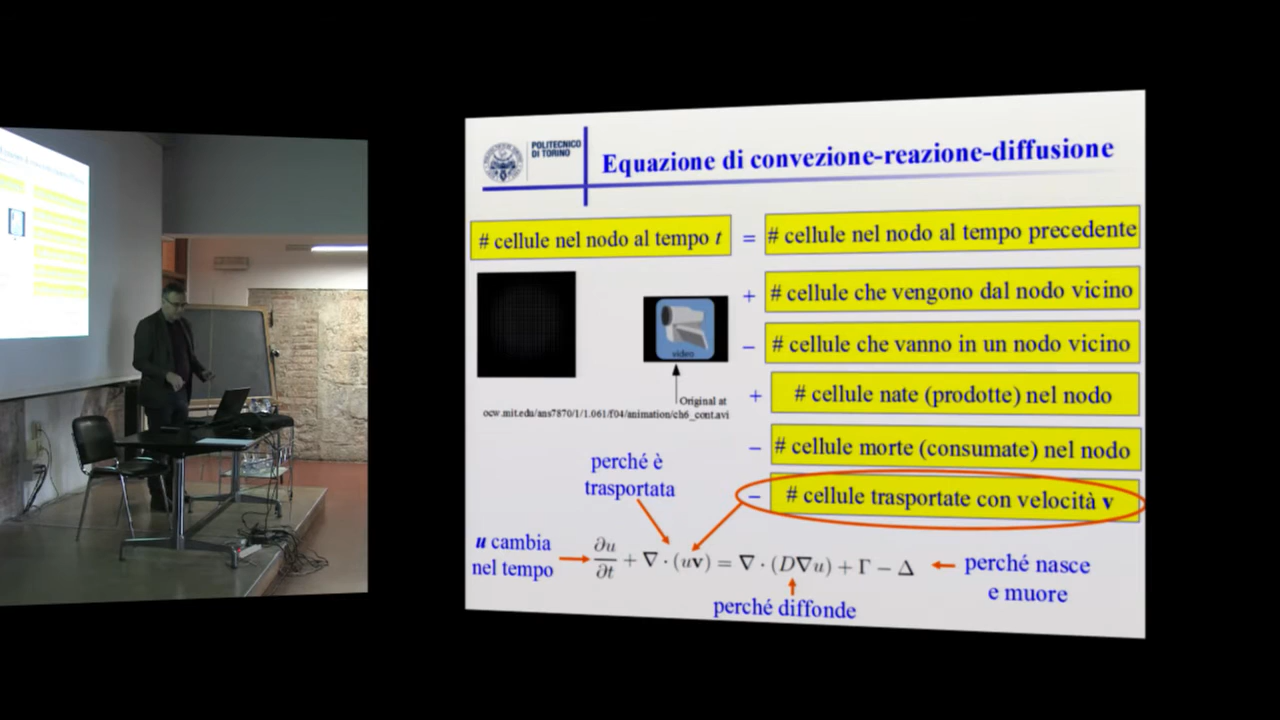 POLITECNICO
DI TORINO
Equazione di convezione-reazione-diffusione
# cellule nel nodo al tempo t = # cellule nel nodo al tempo precedente
+ # cellule che vengono dal nodo vicino
− # cellule che vanno in un nodo vicino
video
+ # cellule nate (prodotte) nel nodo
Original at
ocw.mit.edu/ans7870/1/1.061/f04/animation/ch6_cont.avi
− # cellule morte (consumate) nel nodo
perché è
trasportata
− # cellule trasportate con velocità v
u cambia
nel tempo
∂u/∂t + ∇ · (uv) = ∇ · (D∇u) + Γ − Δ
perché nasce
e muore
perché diffonde